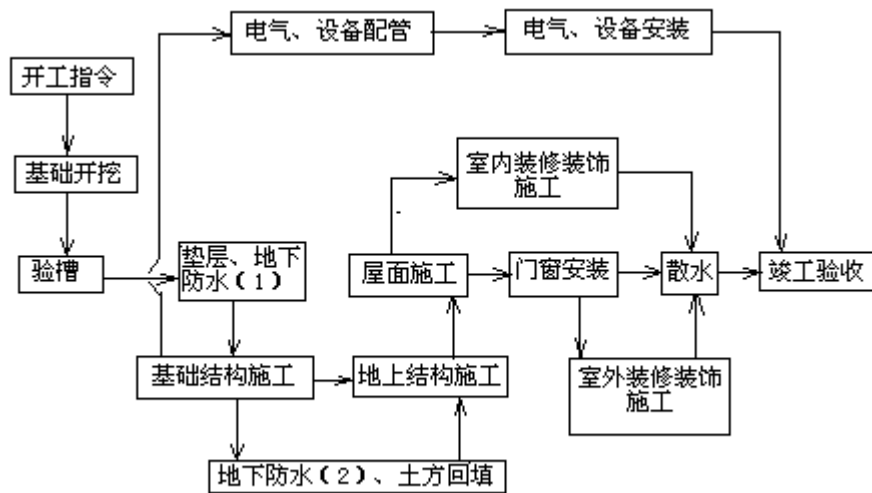 电气、设备配管
电气、设备安装
开工指令
基础开挖
室内装修装饰
施工
验槽
垫层、地下
防水（1）
屋面施工
门窗安装
散水
竣工验收
基础结构施工
地上结构施工
室外装修装饰
施工
地下防水（2）、土方回填